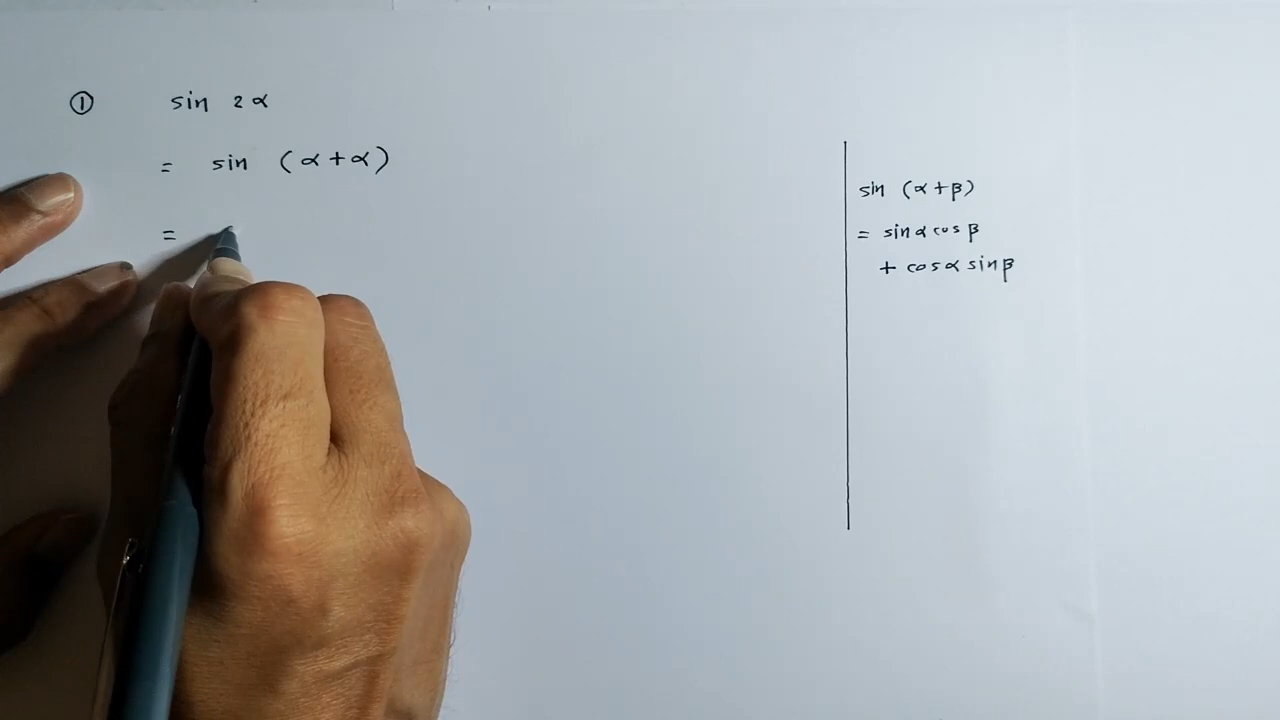 ① sin 2α
= sin (α+α)
=
sin (α+β)
= sinα cos β
+ cosα sinβ